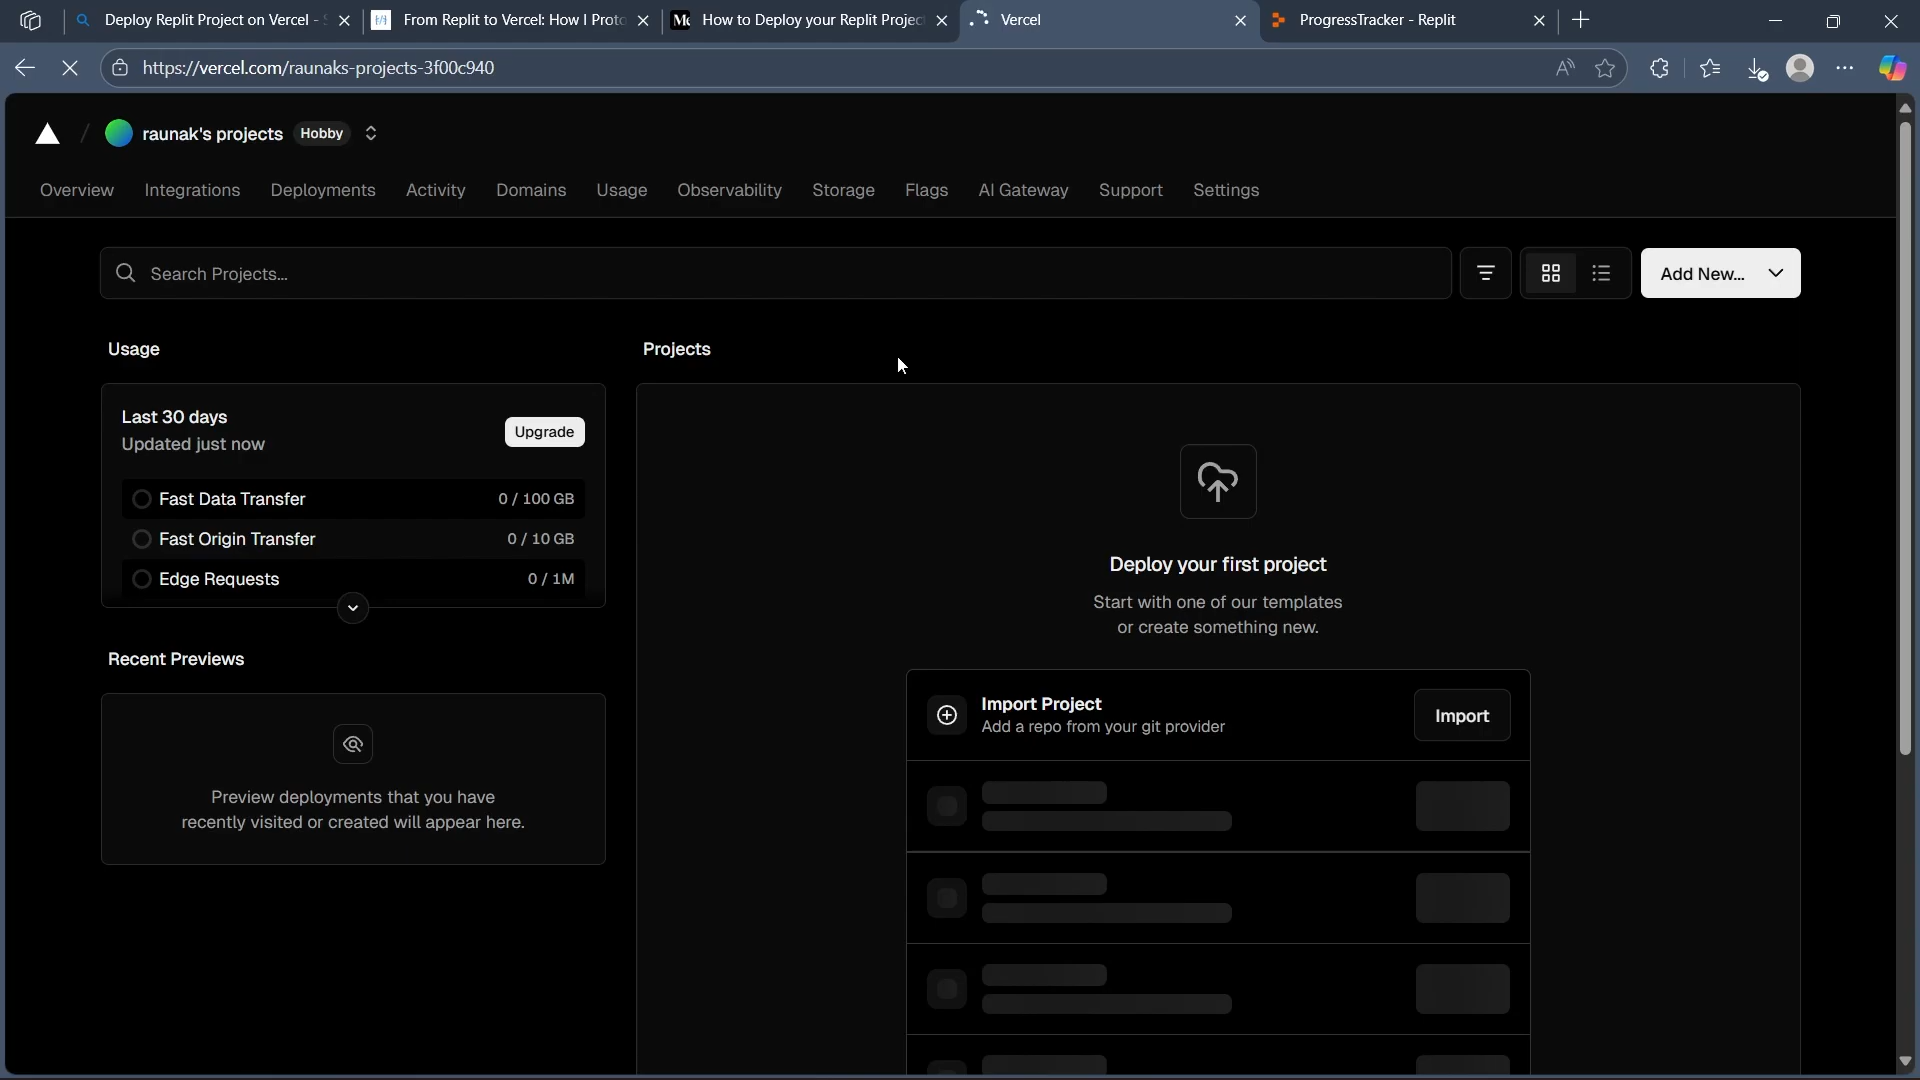 Deploy Replit Project on Vercel -
From Replit to Vercel: How I Proto
How to Deploy your Replit Project
Vercel
ProgressTracker - Replit
https://vercel.com/raunaks-projects-3f00c940
raunak's projects
Hobby
Overview
Integrations
Deployments
Activity
Domains
Usage
Observability
Storage
Flags
AI Gateway
Support
Settings
Search Projects...
Add New...
Usage
Last 30 days
Updated just now
Upgrade
Fast Data Transfer
0 / 100 GB
Fast Origin Transfer
0 / 10 GB
Edge Requests
0 / 1M
Recent Previews
Preview deployments that you have
recently visited or created will appear here.
Projects
Deploy your first project
Start with one of our templates
or create something new.
Import Project
Add a repo from your git provider
Import